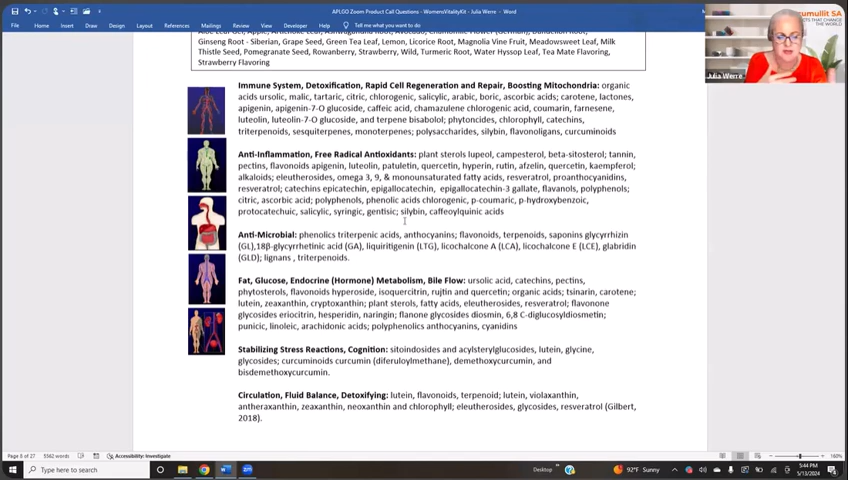 APLGO Zoom Product Call Questions - WomensVitalityKit - Julia Werre - Word
File Home Insert Draw Design Layout References Mailings Review View Developer Help Tell me what you want to do
Ginseng Root - Siberian, Grape Seed, Green Tea Leaf, Lemon, Licorice Root, Magnolia Vine Fruit, Meadowsweet Leaf, Milk
Thistle Seed, Pomegranate Seed, Rowanberry, Strawberry, Wild, Turmeric Root, Water Hyssop Leaf, Tea Mate Flavoring,
Strawberry Flavoring
Immune System, Detoxification, Rapid Cell Regeneration and Repair, Boosting Mitochondria: organic
acids ursolic, malic, tartaric, citric, chlorogenic, salicylic, arabic, boric, ascorbic acids; carotene, lactones,
apigenin, apigenin-7-O glucoside, caffeic acid, chamazulene chlorogenic acid, coumarin, farnesene,
luteolin, luteolin-7-O glucoside, and terpene bisabolol; phytoncides, chlorophyll, catechins,
triterpenoids, sesquiterpenes, monoterpenes; polysaccharides, silybin, flavonoligans, curcuminoids
Anti-Inflammation, Free Radical Antioxidants: plant sterols lupeol, campesterol, beta-sitosterol; tannin,
pectins, flavonoids apigenin, luteolin, patuletin, quercetin, hyperin, rutin, afzelin, quercetin, kaempferol;
alkaloids; eleutherosides, omega 3, 9, & monounsaturated fatty acids, resveratrol, proanthocyanidins,
resveratrol; catechins epicatechin, epigallocatechin, epigallocatechin-3 gallate, flavanols, polyphenols;
citric, ascorbic acid; polyphenols, phenolic acids chlorogenic, p-coumaric, p-hydroxybenzoic,
protocatechuic, salicylic, syringic, gentisic; silybin, caffeoylquinic acids
Anti-Microbial: phenolics triterpenic acids, anthocyanins; flavonoids, terpenoids, saponins glycyrrhizin
(GL),18β-glycyrrhetinic acid (GA), liquiritigenin (LTG), licochalcone A (LCA), licochalcone E (LCE), glabridin
(GLD); lignans , triterpenoids.
Fat, Glucose, Endocrine (Hormone) Metabolism, Bile Flow: ursolic acid, catechins, pectins,
phytosterols, flavonoids hyperoside, isoquercitrin, rujtin and quercetin; organic acids; tsinarin, carotene;
lutein, zeaxanthin, cryptoxanthin; plant sterols, fatty acids, eleutherosides, resveratrol; flavonone
glycosides eriocitrin, hesperidin, naringin; flanone glycosides diosmin, 6,8 C-diglucosyldiosmetin;
punicic, linoleic, arachidonic acids; polyphenolics anthocyanins, cyanidins
Stabilizing Stress Reactions, Cognition: sitoindosides and acylsterylglucosides, lutein, glycine,
glycosides; curcuminoids curcumin (diferuloylmethane), demethoxycurcumin, and
bisdemethoxycurcumin.
Circulation, Fluid Balance, Detoxifying: lutein, flavonoids, terpenoid; lutein, violaxanthin,
antheraxanthin, zeaxanthin, neoxanthin and chlorophyll; eleutherosides, glycosides, resveratrol (Gilbert,
2018).
Julia Werre
Page 8 of 27 5562 words Accessibility: Investigate
160%
Type here to search
Desktop
92°F Sunny
5:44 PM
5/13/2024